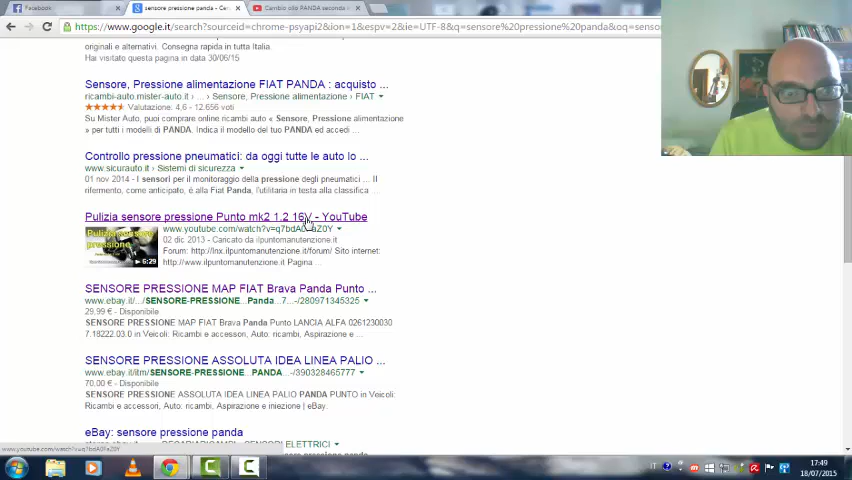 Facebook
sensore pressione panda - Cer
Cambio olio PANDA seconda s
https://www.google.it/search?sourceid=chrome-psyapi2&ion=1&espv=2&ie=UTF-8&q=sensore%20pressione%20panda&oq=senso
originali e alternativi. Consegna rapida in tutta Italia.
Hai visitato questa pagina in data 30/06/15
Sensore, Pressione alimentazione FIAT PANDA : acquisto ...
ricambi-auto.mister-auto.it › ... › Sensore, Pressione alimentazione › FIAT
Valutazione: 4,6 - 12.656 voti
Su Mister Auto, puoi comprare online ricambi auto « Sensore, Pressione alimentazione
» per tutti i modelli di PANDA. Indica il modello del tuo PANDA ed accedi ...
Controllo pressione pneumatici: da oggi tutte le auto lo ...
www.sicurauto.it › Sistemi di sicurezza
01 nov 2014 - I sensori per il monitoraggio della pressione degli pneumatici ... Il
riferimento, come anticipato, è alla Fiat Panda, l'utilitaria in testa alla classifica ...
Pulizia sensore pressione Punto mk2 1.2 16V - YouTube
Pulizia sensore
pressione
6:29
www.youtube.com/watch?v=q7bdA0FaZ0Y
02 dic 2013 - Caricato da ilpuntomanutenzione.it
Forum: http://lnx.ilpuntomanutenzione.it/forum/ Sito internet:
http://www.ilpuntomanutenzione.it Pagina ...
SENSORE PRESSIONE MAP FIAT Brava Panda Punto ...
www.ebay.it/.../SENSORE-PRESSIONE...Panda...7...-/280971345325
29,99 € - Disponibile
SENSORE PRESSIONE MAP FIAT Brava Panda Punto LANCIA ALFA 0261230030
7.18222.03.0 in Veicoli: Ricambi e accessori, Auto: ricambi, Aspirazione e ...
SENSORE PRESSIONE ASSOLUTA IDEA LINEA PALIO ...
www.ebay.it/itm/SENSORE-PRESSIONE...PANDA...-/390328465777
70,00 € - Disponibile
SENSORE PRESSIONE ASSOLUTA IDEA LINEA PALIO PANDA PUNTO in Veicoli:
Ricambi e accessori, Auto: ricambi, Aspirazione e iniezione | eBay.
eBay: sensore pressione panda
IT
17:49
18/07/2015